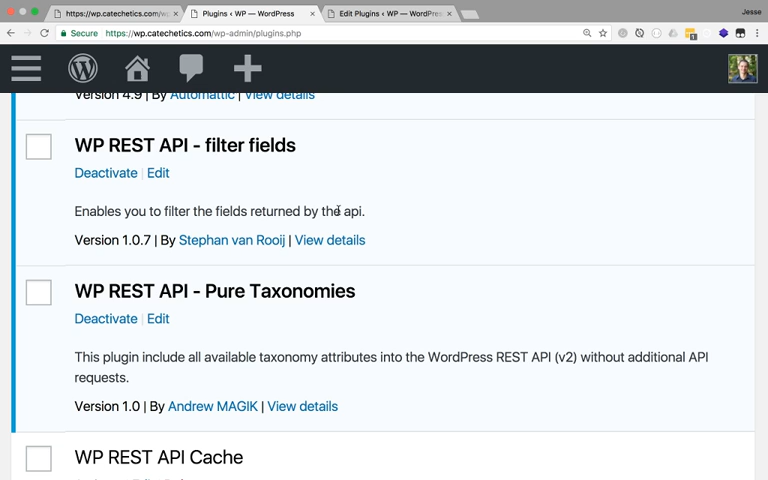 https://wp.catechetics.com/w
Plugins ‹ WP — WordPress
Edit Plugins ‹ WP — WordPres
Jesse
Secure https://wp.catechetics.com/wp-admin/plugins.php
Version 4.9 | By Automattic | View details
WP REST API - filter fields
Deactivate | Edit
Enables you to filter the fields returned by the api.
Version 1.0.7 | By Stephan van Rooij | View details
WP REST API - Pure Taxonomies
Deactivate | Edit
This plugin include all available taxonomy attributes into the WordPress REST API (v2) without additional API
requests.
Version 1.0 | By Andrew MAGIK | View details
WP REST API Cache